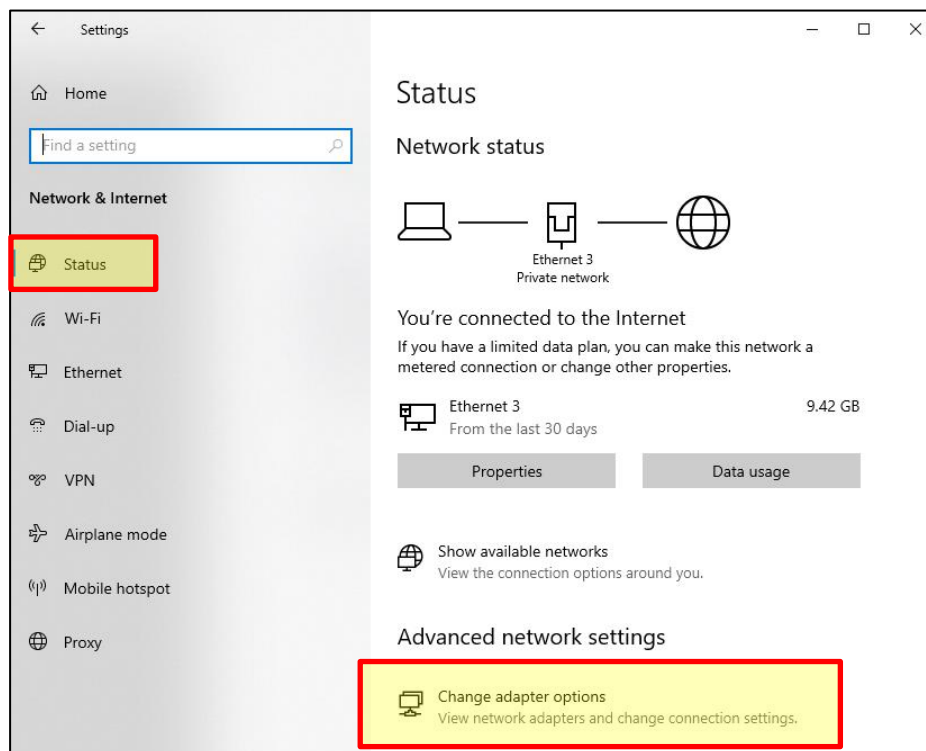 Settings
Home
Find a setting
Network & Internet
Status
Wi-Fi
Ethernet
Dial-up
VPN
Airplane mode
Mobile hotspot
Proxy
Status
Network status
Ethernet 3
Private network
You're connected to the Internet
If you have a limited data plan, you can make this network a
metered connection or change other properties.
Ethernet 3 9.42 GB
From the last 30 days
Properties Data usage
Show available networks
View the connection options around you.
Advanced network settings
Change adapter options
View network adapters and change connection settings.